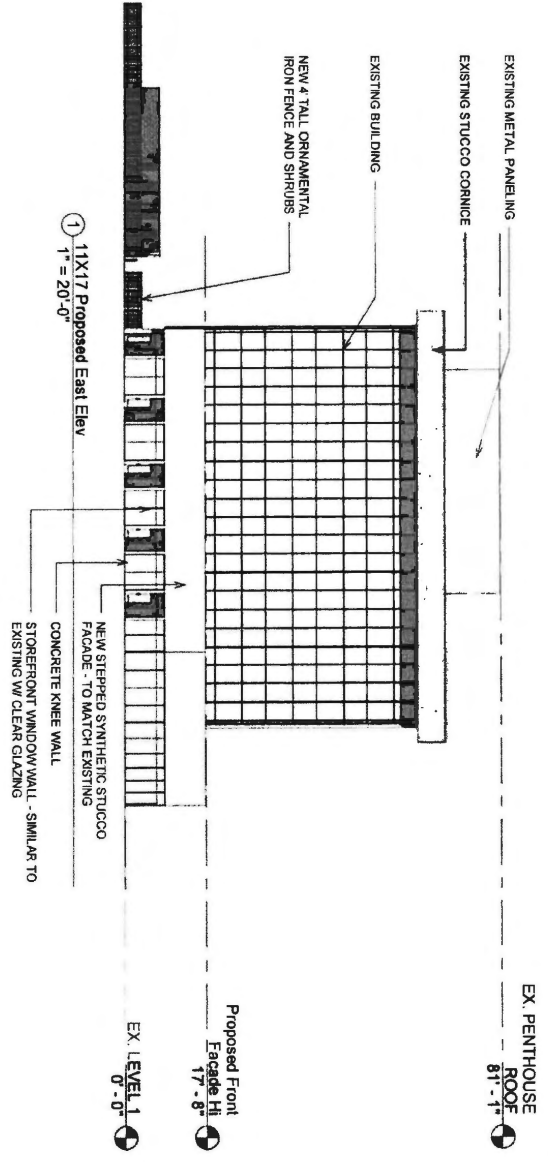 EXISTING METAL PANELING
EXISTING STUCCO CORNICE
EXISTING BUILDING
NEW 4' TALL ORNAMENTAL
IRON FENCE AND SHRUBS
1
11X17 Proposed East Elev
1" = 20'-0"
NEW STEPPED SYNTHETIC STUCCO
FACADE - TO MATCH EXISTING
CONCRETE KNEE WALL
STOREFRONT WINDOW WALL - SIMILAR TO
EXISTING W/ CLEAR GLAZING
EX. PENTHOUSE
ROOF
81' - 1"
Proposed Front
Facade Hi
17' - 8"
EX. LEVEL 1
0' - 0"